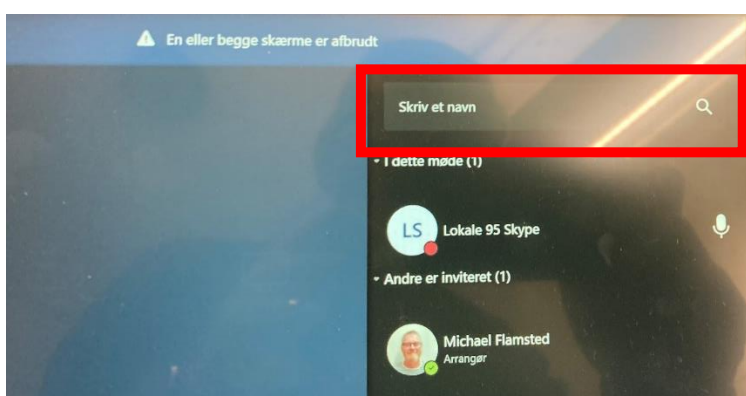 En eller begge skærme er afbrudt
Skriv et navn
I dette møde (1)
LS Lokale 95 Skype
Andre er inviteret (1)
Michael Flamsted
Arrangør